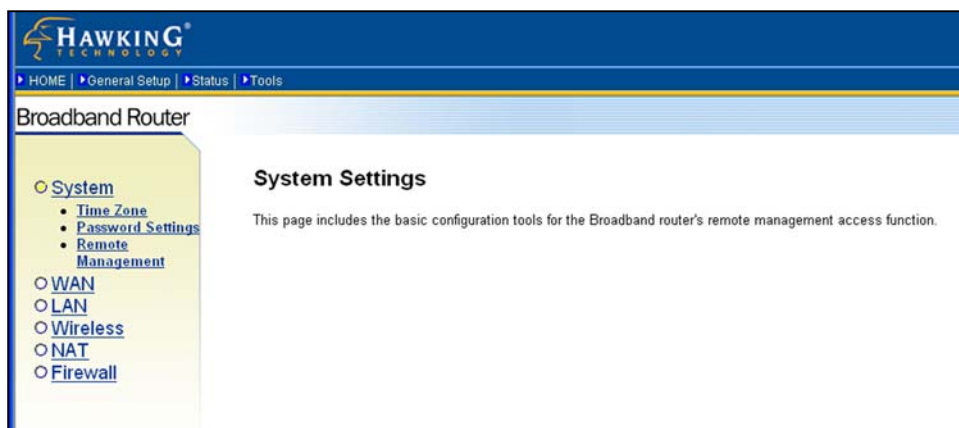 HAWKING®
TECHNOLOGY
HOME | General Setup | Status | Tools
Broadband Router
System
Time Zone
Password Settings
Remote
Management
WAN
LAN
Wireless
NAT
Firewall
System Settings
This page includes the basic configuration tools for the Broadband router's remote management access function.